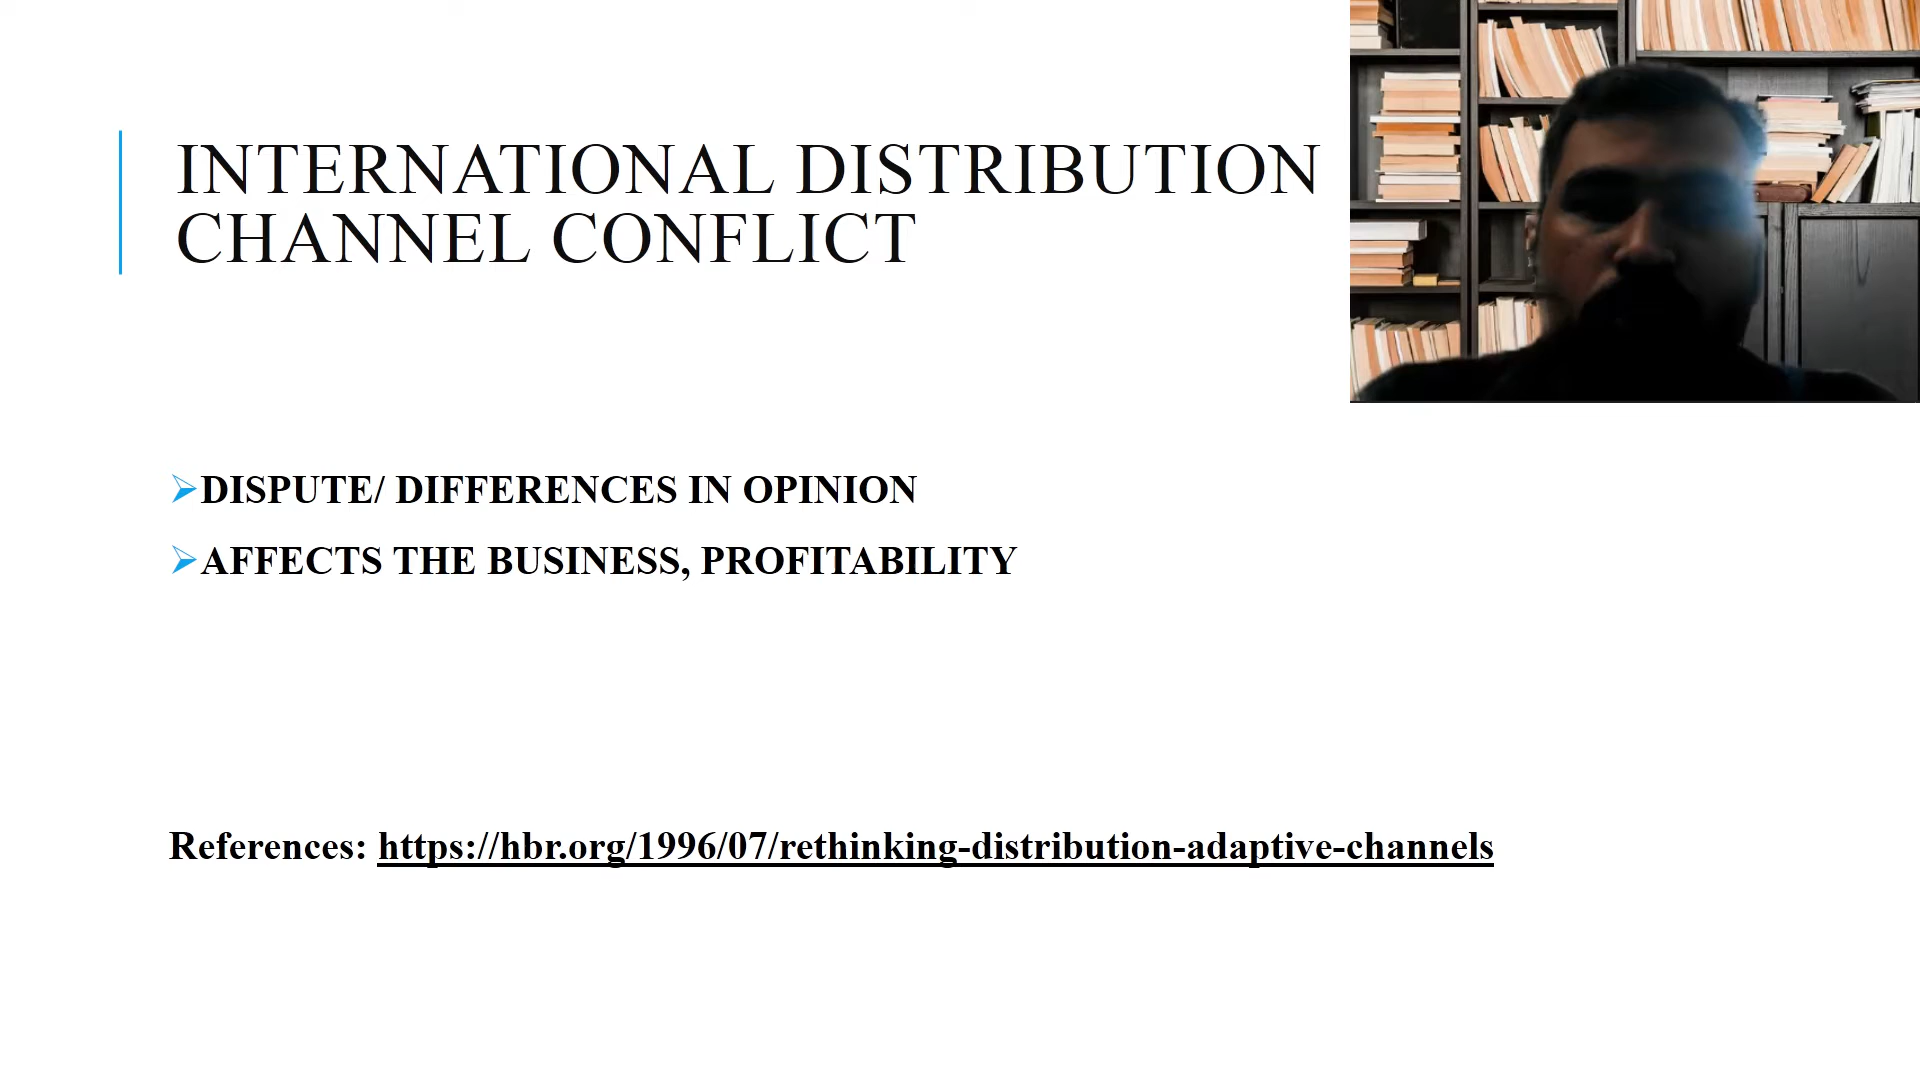 INTERNATIONAL DISTRIBUTION
CHANNEL CONFLICT
➢DISPUTE/ DIFFERENCES IN OPINION
➢AFFECTS THE BUSINESS, PROFITABILITY
References: https://hbr.org/1996/07/rethinking-distribution-adaptive-channels